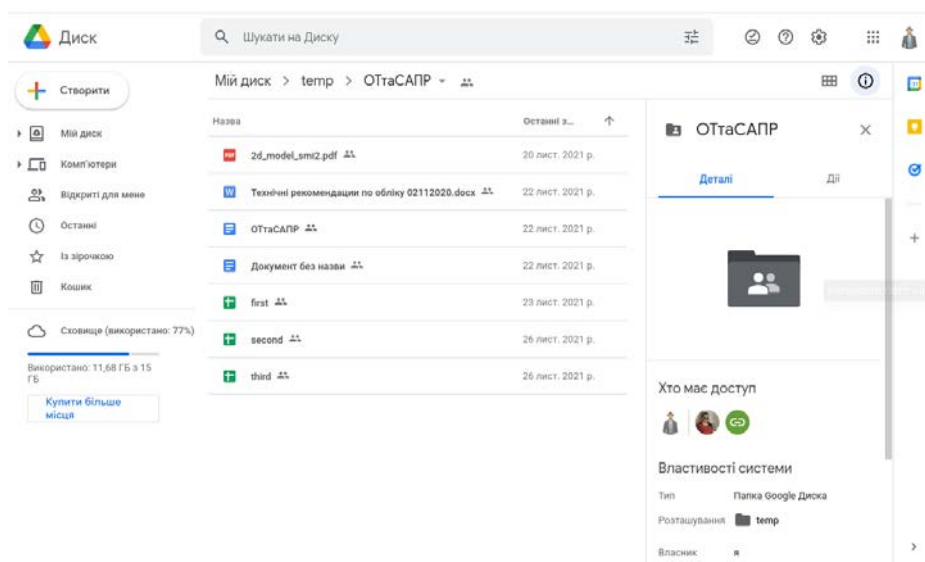 Диск
Шукати на Диску
Створити
Мій диск
Комп'ютери
Відкриті для мене
Останні
Із зірочкою
Кошик
Сховище (використано: 77%)
Використано: 11,68 ГБ з 15
ГБ
Купити більше
місця
Мій диск > temp > ОТтаСАПР
Назва Останні з...
PDF 2d_model_smi2.pdf 20 лист. 2021 р.
W Технічні рекомендации по обліку 02112020.docx 22 лист. 2021 р.
ОТтаСАПР 22 лист. 2021 р.
Документ без назви 22 лист. 2021 р.
first 23 лист. 2021 р.
second 26 лист. 2021 р.
third 26 лист. 2021 р.
ОТтаСАПР
Деталі Дії
Хто має доступ
Властивості системи
Тип Папка Google Диска
Розташування temp
Власник я